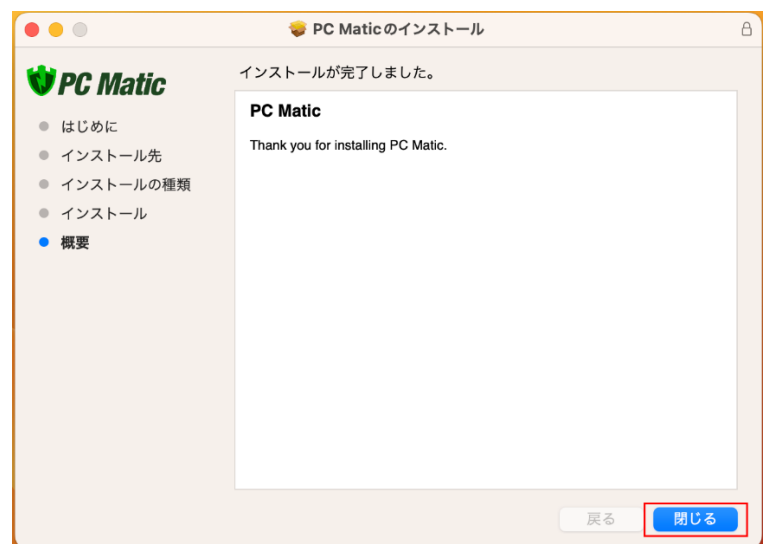 PC Maticのインストール
PC Matic
はじめに
インストール先
インストールの種類
インストール
概要
インストールが完了しました。
PC Matic
Thank you for installing PC Matic.
戻る
閉じる